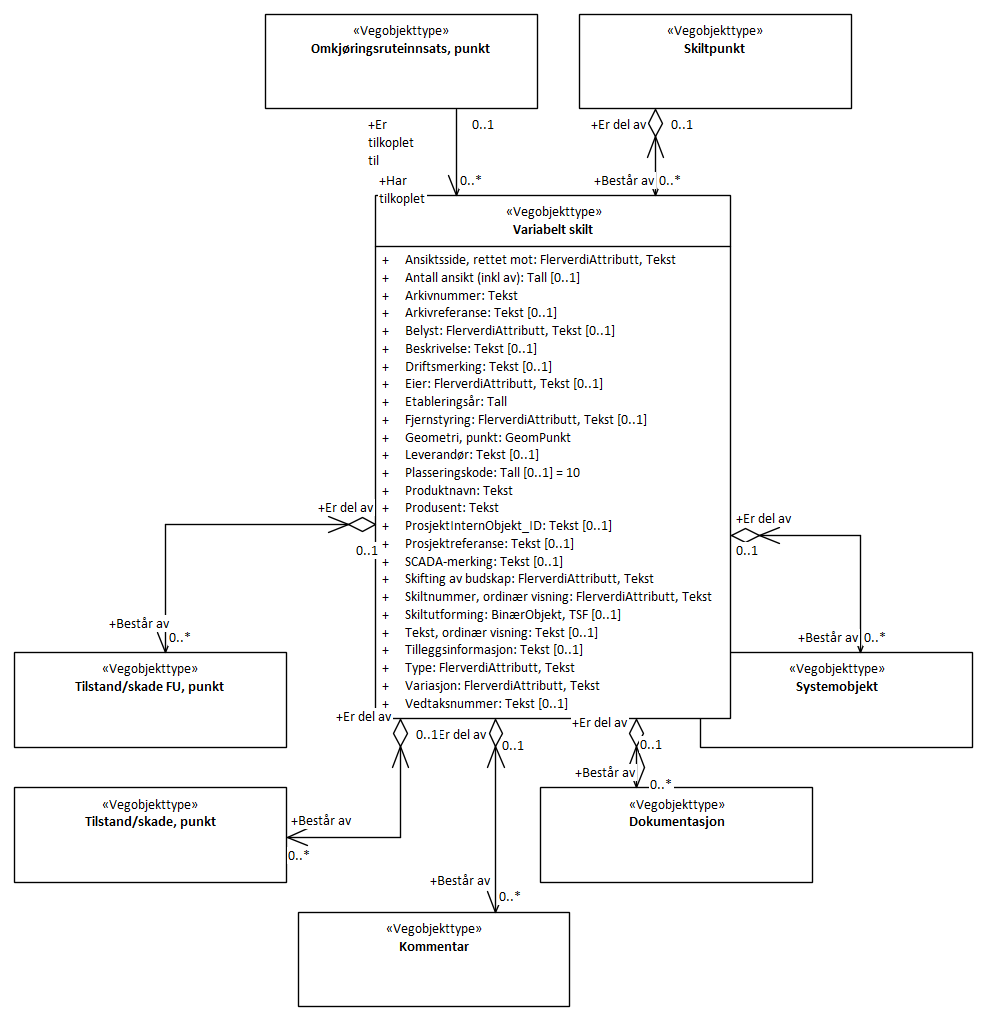 «Vegobjekttype»
Omkjøringsruteinnsats, punkt
«Vegobjekttype»
Skiltpunkt
+Er
tilkoplet
til
0..1
+Er del av
0..1
+Har
tilkoplet
0..*
+Består av
0..*
«Vegobjekttype»
Variabelt skilt
+ Ansiktsside, rettet mot: FlerverdiAttributt, Tekst
+ Antall ansikt (inkl av): Tall [0..1]
+ Arkivnummer: Tekst
+ Arkivreferanse: Tekst [0..1]
+ Belyst: FlerverdiAttributt, Tekst [0..1]
+ Beskrivelse: Tekst [0..1]
+ Driftsmerking: Tekst [0..1]
+ Eier: FlerverdiAttributt, Tekst [0..1]
+ Etableringsår: Tall
+ Fjernstyring: FlerverdiAttributt, Tekst [0..1]
+ Geometri, punkt: GeomPunkt
+ Leverandør: Tekst [0..1]
+ Plasseringskode: Tall [0..1] = 10
+ Produktnavn: Tekst
+ Produsent: Tekst
+ ProsjektInternObjekt_ID: Tekst [0..1]
+ Prosjektreferanse: Tekst [0..1]
+ SCADA-merking: Tekst [0..1]
+ Skifting av budskap: FlerverdiAttributt, Tekst
+ Skiltnummer, ordinær visning: FlerverdiAttributt, Tekst
+ Skiltutforming: BinærObjekt, TSF [0..1]
+ Tekst, ordinær visning: Tekst [0..1]
+ Tilleggsinformasjon: Tekst [0..1]
+ Type: FlerverdiAttributt, Tekst
+ Variasjon: FlerverdiAttributt, Tekst
+ Vedtaksnummer: Tekst [0..1]
+Er del av
0..1
+Består av
0..*
+Er del av
0..1
+Består av
0..*
«Vegobjekttype»
Tilstand/skade FU, punkt
«Vegobjekttype»
Systemobjekt
+Er del av
0..1
Er del av
0..1
+Er del av
0..1
+Består av
0..*
«Vegobjekttype»
Tilstand/skade, punkt
+Består av
0..*
«Vegobjekttype»
Dokumentasjon
+Består av
0..*
«Vegobjekttype»
Kommentar